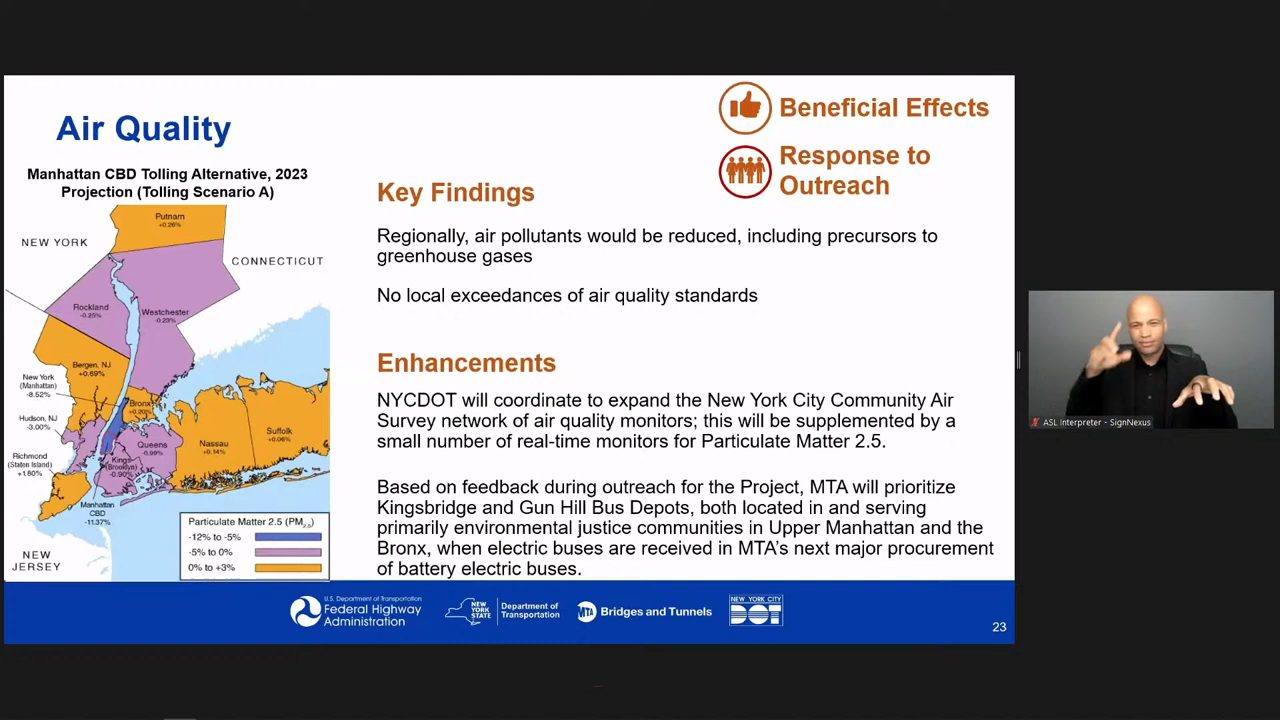 Air Quality
Beneficial Effects
Response to
Outreach
Manhattan CBD Tolling Alternative, 2023
Projection (Tolling Scenario A)
Putnam
+0.26%
NEW YORK
CONNECTICUT
Rockland
-0.25%
Westchester
-0.23%
Bergen, NJ
+0.69%
New York
(Manhattan)
-8.52%
Bronx
+0.20%
Hudson, NJ
-3.00%
Queens
-0.99%
Nassau
+0.14%
Suffolk
+0.06%
Kings
(Brooklyn)
-0.90%
Richmond
(Staten Island)
+1.80%
Manhattan
CBD
-11.37%
NEW
JERSEY
Particulate Matter 2.5 (PM2.5)
-12% to -5%
-5% to 0%
0% to +3%
Key Findings
Regionally, air pollutants would be reduced, including precursors to
greenhouse gases
No local exceedances of air quality standards
Enhancements
NYCDOT will coordinate to expand the New York City Community Air
Survey network of air quality monitors; this will be supplemented by a
small number of real-time monitors for Particulate Matter 2.5.
Based on feedback during outreach for the Project, MTA will prioritize
Kingsbridge and Gun Hill Bus Depots, both located in and serving
primarily environmental justice communities in Upper Manhattan and the
Bronx, when electric buses are received in MTA's next major procurement
of battery electric buses.
U.S. Department of Transportation
Federal Highway
Administration
NEW
YORK
STATE
Department of
Transportation
MTA
Bridges and Tunnels
NEW YORK CITY
DOT
23
ASL Interpreter - SignNexus